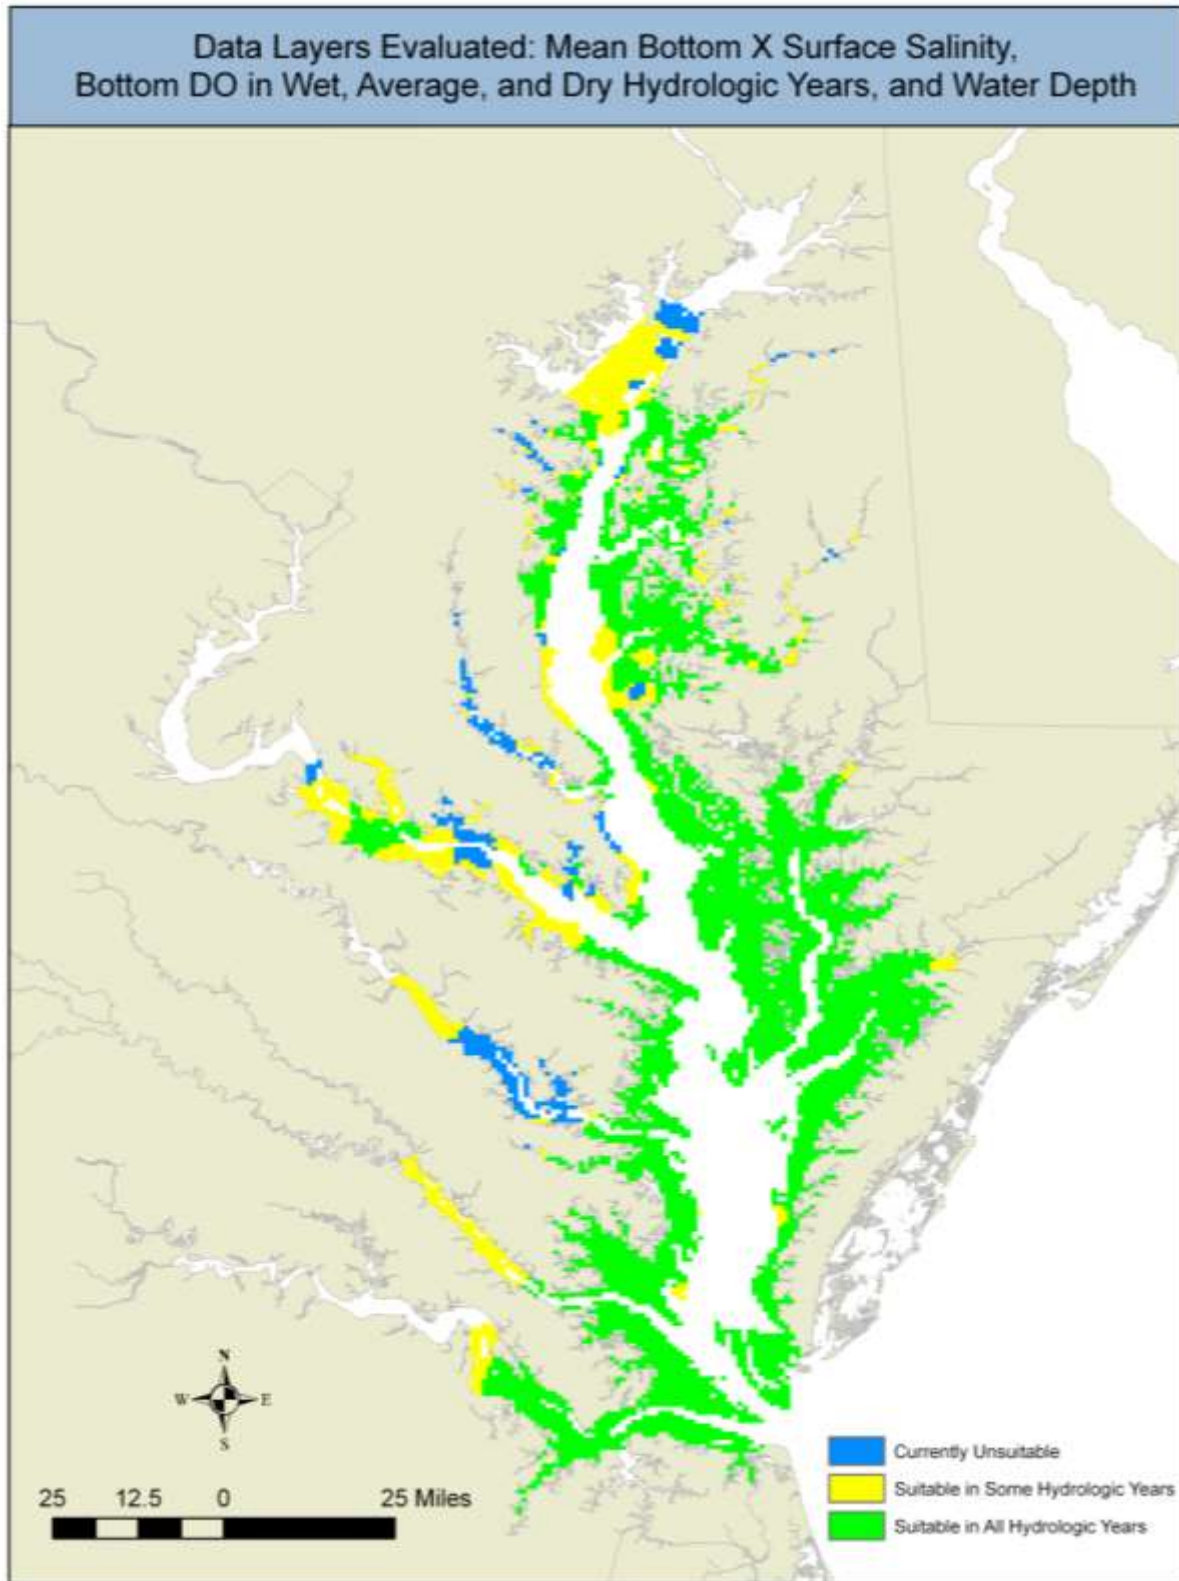 Data Layers Evaluated: Mean Bottom X Surface Salinity,
Bottom DO in Wet, Average, and Dry Hydrologic Years, and Water Depth
N
W E
S
25 12.5 0 25 Miles
Currently Unsuitable
Suitable in Some Hydrologic Years
Suitable in All Hydrologic Years